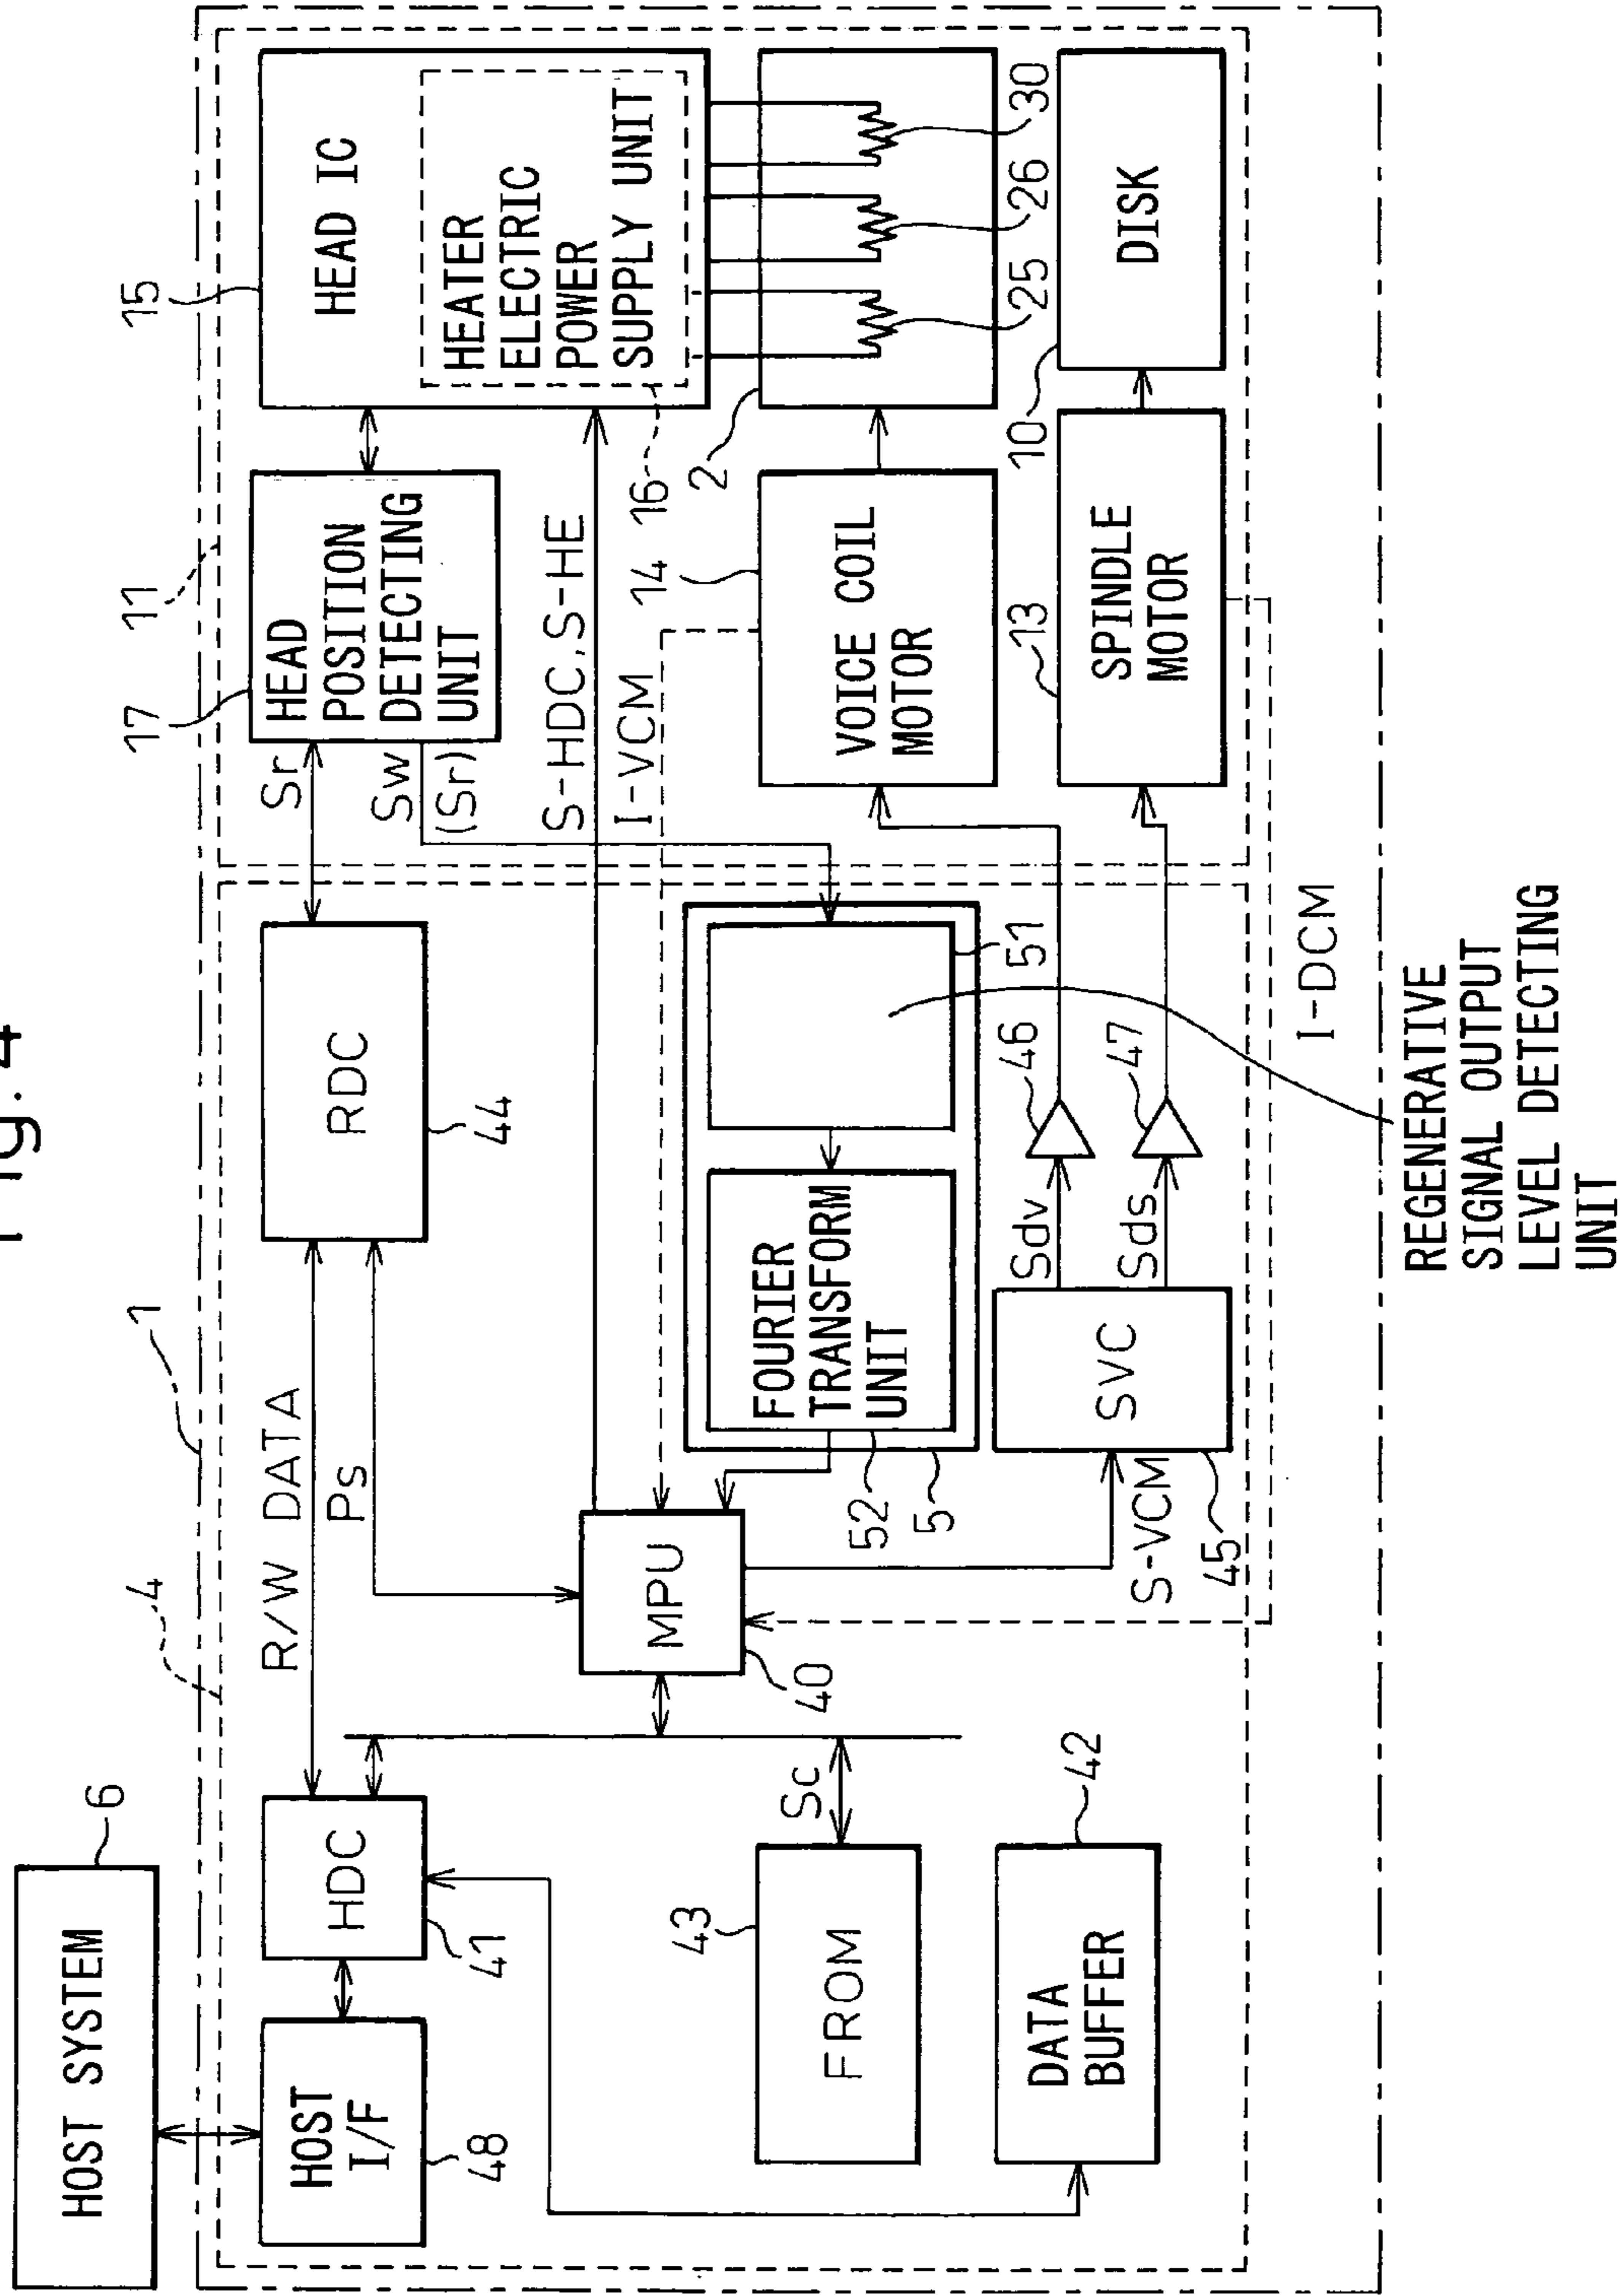 Fig. 4
HOST SYSTEM
6
1
4
11
HOST
I/F
48
HDC
41
R/W DATA
Ps
RDC
44
Sr
Sw
(Sr)
17
HEAD
POSITION
DETECTING
UNIT
15
HEAD IC
HEATER
ELECTRIC
POWER
SUPPLY UNIT
16
S-HDC,S-HE
I-VCM
MPU
40
FROM
43
Sc
DATA
BUFFER
42
FOURIER
TRANSFORM
UNIT
52
5
51
14
VOICE COIL
MOTOR
2
25
26
30
SVC
45
S-VCM
Sdv
46
Sds
47
13
SPINDLE
MOTOR
10
DISK
I-DCM
REGENERATIVE
SIGNAL OUTPUT
LEVEL DETECTING
UNIT